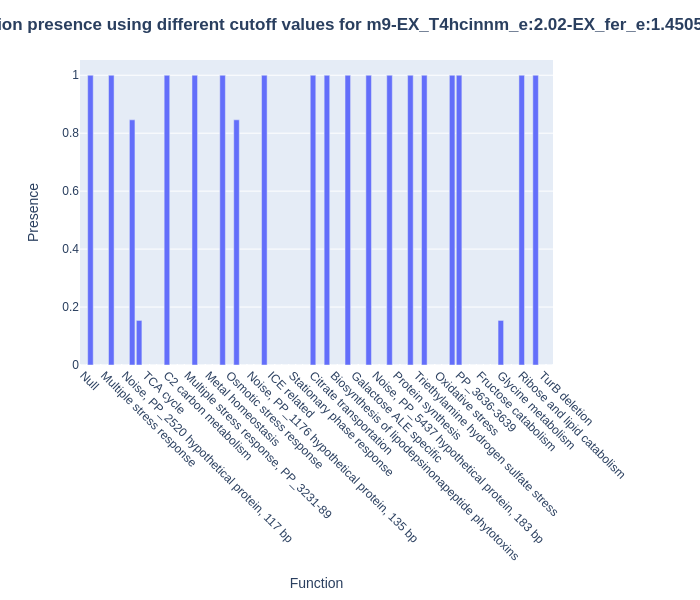 ion presence using different cutoff values for m9-EX_T4hcinnm_e:2.02-EX_fer_e:1.4505
1
0.8
0.6
0.4
0.2
0
Presence
Null
Multiple stress response
Noise, PP_2520 hypothetical protein, 117 bp
TCA cycle
C2 carbon metabolism
Multiple stress response, PP_3231-89
Metal homeostasis
Osmotic stress response
Noise, PP_1176 hypothetical protein, 135 bp
ICE related
Stationary phase response
Citrate transportation
Biosynthesis of lipodepsinonapeptide phytotoxins
Galactose ALE specific
Noise, PP_5437 hypothetical protein, 183 bp
Protein synthesis
Triethylamine hydrogen sulfate stress
Oxidative stress
PP_3636-3639
Fructose catabolism
Glycine metabolism
Ribose and lipid catabolism
TurB deletion
Function